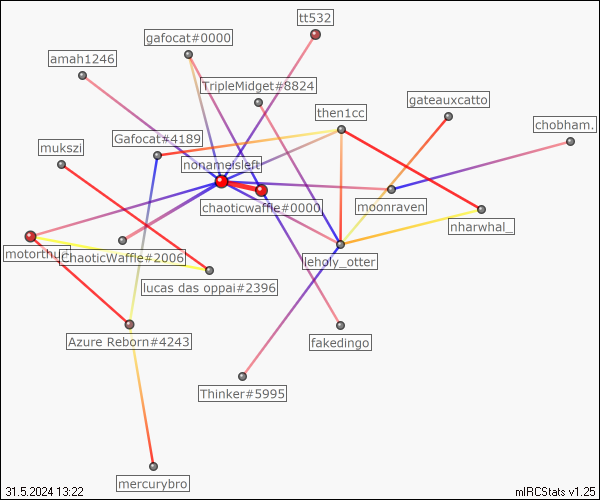 tt532
gafocat#0000
amah1246
TripleMidget#8824
gateauxcatto
then1cc
chobham.
Gafocat#4189
mukszi
nonameisleft
chaoticwaffle#0000
moonraven
nharwhal_
motorthu
ChaoticWaffle#2006
leholy_otter
lucas das oppai#2396
Azure Reborn#4243
fakedingo
Thinker#5995
mercurybro
31.5.2024 13:22
mIRCStats v1.25